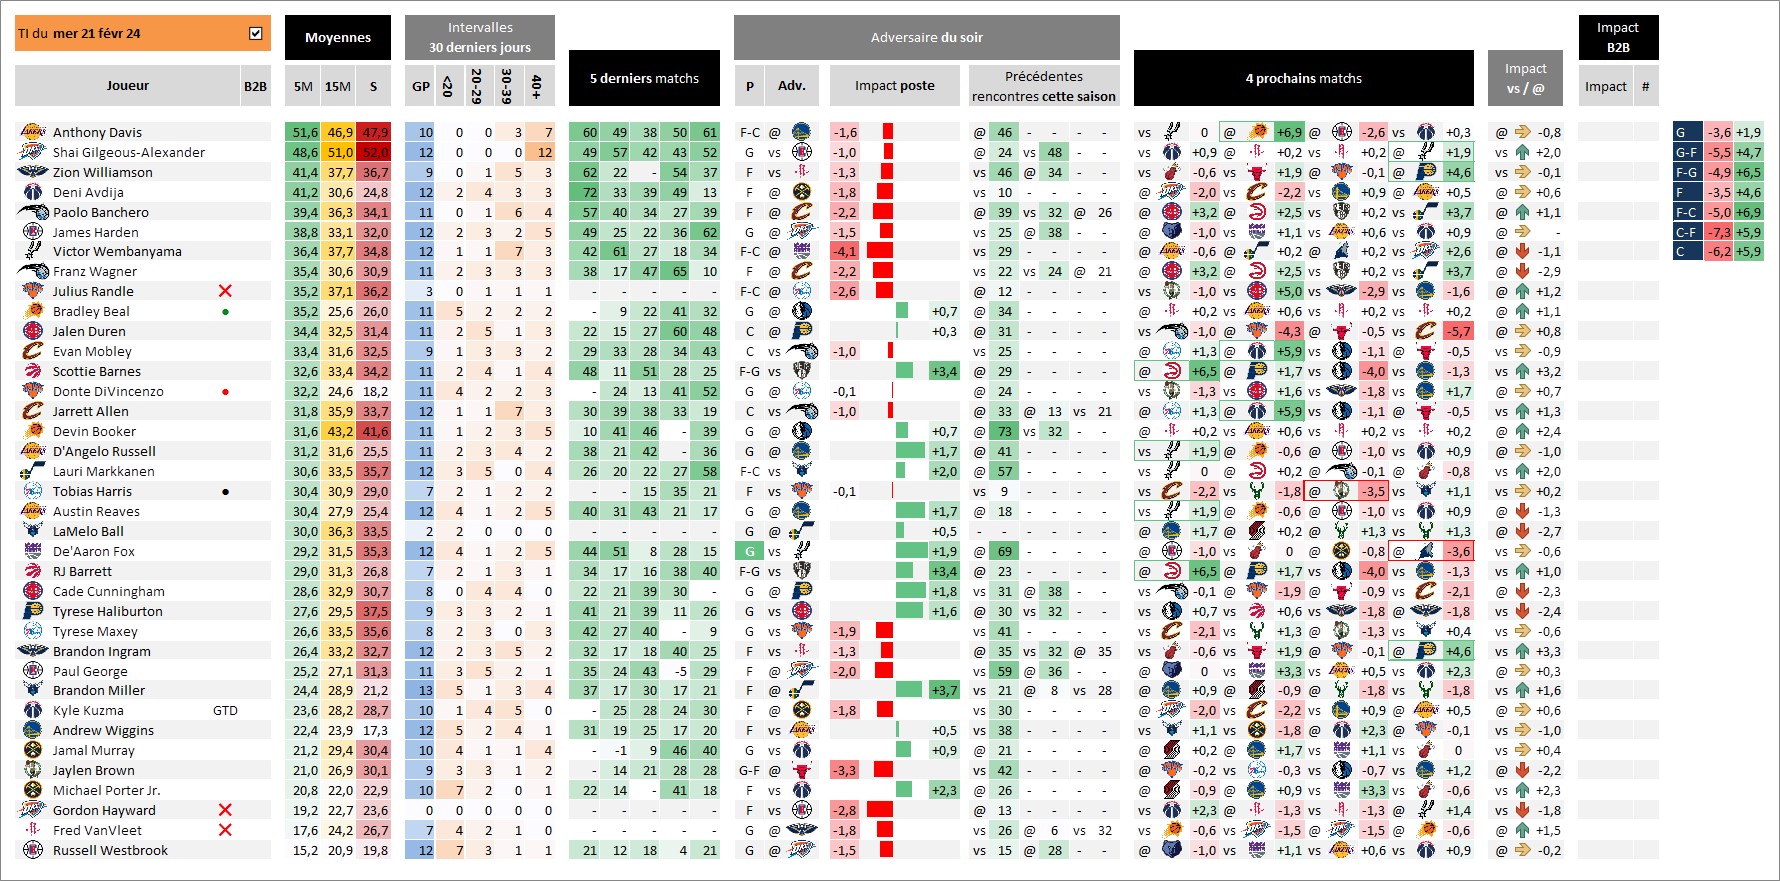 TI du mer 21 févr 24
Moyennes
Intervalles
30 derniers jours
5 derniers matchs
Adversaire du soir
4 prochains matchs
Impact
vs / @
Impact
B2B
Joueur B2B 5M 15M S GP <20 20-29 30-39 40+ P Adv. Impact poste
Précédentes
rencontres cette saison
Impact #
Anthony Davis 51,6 46,9 47,9 10 0 0 3 7 60 49 38 50 61 F-C @ -1,6 @ 46 - - - - vs 0 @ +6,9 @ -2,6 vs +0,3 @ -0,8
Shai Gilgeous-Alexander 48,6 51,0 52,0 12 0 0 0 12 49 57 42 43 52 G vs -1,0 @ 24 vs 48 - - vs +0,9 @ +0,2 vs +0,2 @ +1,9 vs +2,0
Zion Williamson 41,4 37,7 36,7 9 0 1 5 3 62 22 - 54 37 F vs -1,3 vs 46 @ 34 - - vs -0,6 vs +1,9 @ -0,1 @ +4,6 vs -0,1
Deni Avdija 41,2 30,6 24,8 12 2 4 3 3 72 33 39 49 13 F @ -1,8 vs 10 - - - - @ -2,0 vs -2,2 vs +0,9 @ +0,5 @ +0,6
Paolo Banchero 39,4 36,3 34,1 11 0 1 6 4 57 40 34 27 39 F @ -2,2 @ 39 vs 32 @ 26 @ +3,2 @ +2,5 vs +0,2 vs +3,7 @ +1,1
James Harden 38,8 33,1 32,0 12 2 3 2 5 49 25 22 36 62 G @ -1,5 vs 25 @ 38 - - @ -1,0 vs +1,1 vs +0,6 vs +0,9 @ -
Victor Wembanyama 36,4 37,7 34,8 12 1 1 7 3 42 61 27 18 34 F-C @ -4,1 vs 29 - - - - @ -0,6 @ +0,2 @ +0,2 vs +2,6 @ -1,1
Franz Wagner 35,4 30,6 30,9 11 2 3 3 3 38 17 47 65 10 F @ -2,2 vs 22 vs 24 @ 21 @ +3,2 @ +2,5 vs +0,2 vs +3,7 @ -2,9
Julius Randle 35,2 37,1 36,2 3 0 1 1 1 - - - - - F-C @ -2,6 @ 12 - - - - vs -1,0 vs +5,0 vs -2,9 vs -1,6 @ +1,2
Bradley Beal 35,2 25,6 26,0 11 5 2 2 2 - 9 22 41 32 G @ +0,7 @ 34 - - - - @ +0,2 vs +0,6 vs +0,2 vs +0,2 @ +1,1
Jalen Duren 34,4 32,5 31,4 11 2 5 1 3 22 15 27 60 48 C @ +0,3 @ 31 - - - - vs -1,0 @ -4,3 @ -0,5 vs -5,7 @ +0,8
Evan Mobley 33,4 31,6 32,5 9 1 3 3 2 29 33 28 34 43 C vs -1,0 vs 25 - - - - @ +1,3 @ +5,9 vs -1,1 @ -0,5 vs -0,9
Scottie Barnes 32,6 33,4 34,2 11 2 4 1 4 48 11 51 28 25 F-G vs +3,4 @ 29 - - - - @ +6,5 @ +1,7 vs -4,0 vs -1,3 vs +3,2
Donte DiVincenzo 32,2 24,6 18,2 11 4 2 2 3 - 24 13 41 52 G @ -0,1 @ 24 - - - - vs -1,3 vs +1,6 vs -1,8 vs +1,7 @ +0,7
Jarrett Allen 31,8 35,9 33,7 12 1 1 7 3 30 39 38 33 19 C vs -1,0 @ 33 @ 13 vs 21 @ +1,3 @ +5,9 vs -1,1 @ -0,5 vs +1,3
Devin Booker 31,6 43,2 41,6 11 1 2 3 5 10 41 46 - 39 G @ +0,7 @ 73 vs 32 - - @ +0,2 vs +0,6 vs +0,2 vs +0,2 @ +2,4
D'Angelo Russell 31,2 31,6 25,5 11 2 3 4 2 38 21 42 - 36 G @ +1,7 @ 41 - - - - vs +1,9 @ -0,6 @ -1,0 vs +0,9 @ -1,0
Lauri Markkanen 30,6 33,5 35,7 12 3 5 0 4 26 20 22 27 58 F-C vs +2,0 @ 57 - - - - vs 0 @ +0,2 @ -0,1 @ -0,8 vs +2,0
Tobias Harris 30,4 30,9 29,0 7 2 1 2 2 - - 15 35 21 F vs -0,1 vs 9 - - - - vs -2,2 vs -1,8 @ -3,5 vs +1,1 vs +0,2
Austin Reaves 30,4 27,9 25,4 12 4 1 2 5 40 31 43 21 17 G @ +1,7 @ 18 - - - - vs +1,9 @ -0,6 @ -1,0 vs +0,9 @ -1,3
LaMelo Ball 30,0 36,3 33,5 2 2 0 0 0 - - - - - G @ +0,5 - - - - - - @ +1,7 @ +0,2 @ +1,3 vs +1,3 @ -2,7
De'Aaron Fox 29,2 31,5 35,3 12 4 1 2 5 44 51 8 28 15 G vs +1,9 @ 69 - - - - @ -1,0 vs 0 @ -0,8 @ -3,6 vs -0,6
RJ Barrett 29,0 31,3 26,8 7 2 1 3 1 34 17 16 38 40 F-G vs +3,4 @ 23 - - - - @ +6,5 @ +1,7 vs -4,0 vs -1,3 vs +1,0
Cade Cunningham 28,6 32,9 30,7 8 0 4 4 0 22 21 39 30 - G @ +1,8 vs 31 @ 38 - - vs -0,1 @ -1,9 @ -0,9 vs -2,1 @ -2,3
Tyrese Haliburton 27,6 29,5 37,5 9 3 3 2 1 41 21 39 11 26 G vs +1,6 @ 30 vs 32 - - vs +0,7 vs +0,6 vs -1,8 @ -1,8 vs -2,4
Tyrese Maxey 26,6 33,5 35,6 8 2 3 0 3 42 27 40 - 9 G vs -1,9 vs 41 - - - - vs -2,1 vs +1,3 @ -1,3 vs +0,4 vs -0,6
Brandon Ingram 26,4 33,2 32,7 12 2 5 4 1 32 17 18 40 25 F vs -1,3 @ 35 vs 32 @ 35 vs -0,6 vs +1,9 @ -0,1 @ +4,6 vs +3,3
Paul George 25,2 27,1 31,3 11 3 5 2 1 35 24 43 -5 29 F @ -2,0 vs 59 @ 36 - - @ 0 vs +3,3 vs +0,5 vs +2,3 @ +0,3
Brandon Miller 24,4 28,9 21,2 13 5 1 3 4 37 17 30 17 21 F @ +3,7 vs 21 @ 8 vs 28 @ +0,9 @ -0,9 @ -1,8 vs -1,8 @ +1,6
Kyle Kuzma GTD 23,6 28,2 28,7 10 1 4 5 0 - 25 28 24 30 F @ -1,8 vs 30 - - - - @ -2,0 vs -2,2 vs +0,9 @ +0,5 @ +0,6
Andrew Wiggins 22,4 23,9 17,3 12 5 2 4 1 31 19 25 17 20 F vs +0,5 vs 38 - - - - vs +1,1 vs -1,8 @ +2,3 @ -0,1 vs -1,0
Jamal Murray 21,2 29,4 30,4 10 4 1 1 4 - -1 9 46 40 G vs +0,9 @ 21 - - - - @ +0,2 @ +1,7 vs +1,1 vs 0 vs +0,4
Jaylen Brown 21,0 26,9 30,1 9 3 3 1 2 - 14 21 28 28 G-F @ -3,3 vs 42 - - - - @ -0,2 vs -0,3 vs -0,7 vs +1,2 @ -2,2
Michael Porter Jr. 20,8 22,0 22,9 10 7 2 0 1 22 14 - 41 18 F vs +2,3 @ 26 - - - - @ -0,9 @ +0,9 vs +3,3 vs -0,6 vs +2,3
Gordon Hayward 19,2 22,7 23,6 0 0 0 0 0 - - - - - F vs -2,8 @ 13 - - - - vs +2,3 @ -1,3 vs -1,3 @ +1,4 vs -1,8
Fred VanVleet 17,6 24,2 26,7 7 4 2 1 0 - - - - - G @ -1,8 vs 26 @ 6 vs 32 vs -0,6 vs -1,5 @ -1,5 @ -0,6 @ +1,5
Russell Westbrook 15,2 20,9 19,8 12 7 3 1 1 21 12 18 4 21 G @ -1,5 vs 15 @ 28 - - @ -1,0 vs +1,1 vs +0,6 vs +0,9 @ -0,2
G -3,6 +1,9
G-F -5,5 +4,7
F-G -4,9 +6,5
F -3,5 +4,6
F-C -5,0 +6,9
C-F -7,3 +5,9
C -6,2 +5,9